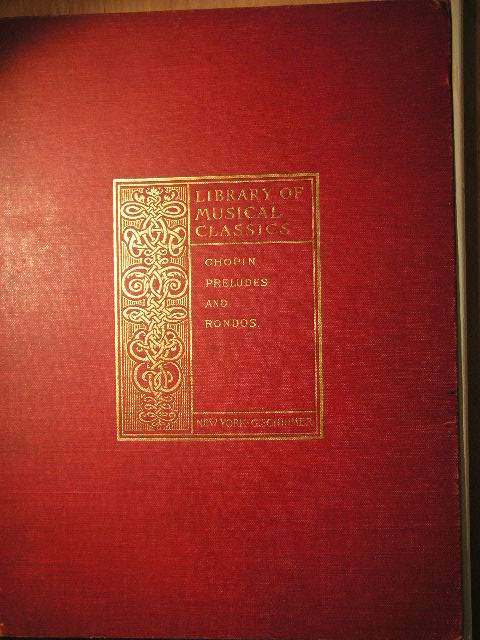 LIBRARY OF
MUSICAL
CLASSICS
CHOPIN
PRELUDES
AND
RONDOS
NEW YORK·G. SCHIRMER